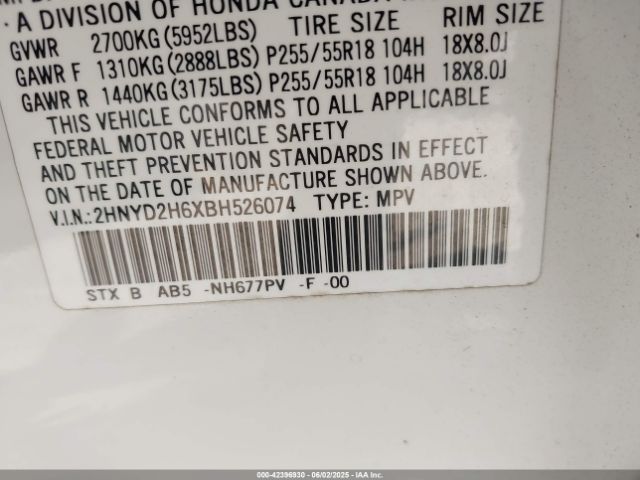 A DIVISION OF HONDA CANADA
TIRE SIZE RIM SIZE
GVWR 2700KG (5952LBS)
GAWR F 1310KG (2888LBS) P255/55R18 104H 18X8.0J
GAWR R 1440KG (3175LBS) P255/55R18 104H 18X8.0J
THIS VEHICLE CONFORMS TO ALL APPLICABLE
FEDERAL MOTOR VEHICLE SAFETY
AND THEFT PREVENTION STANDARDS IN EFFECT
ON THE DATE OF MANUFACTURE SHOWN ABOVE.
V.I.N.: 2HNYD2H6XBH526074 TYPE: MPV
STX B AB5 -NH677PV -F -00
000-42396930 - 06/02/2025 - IAA Inc.